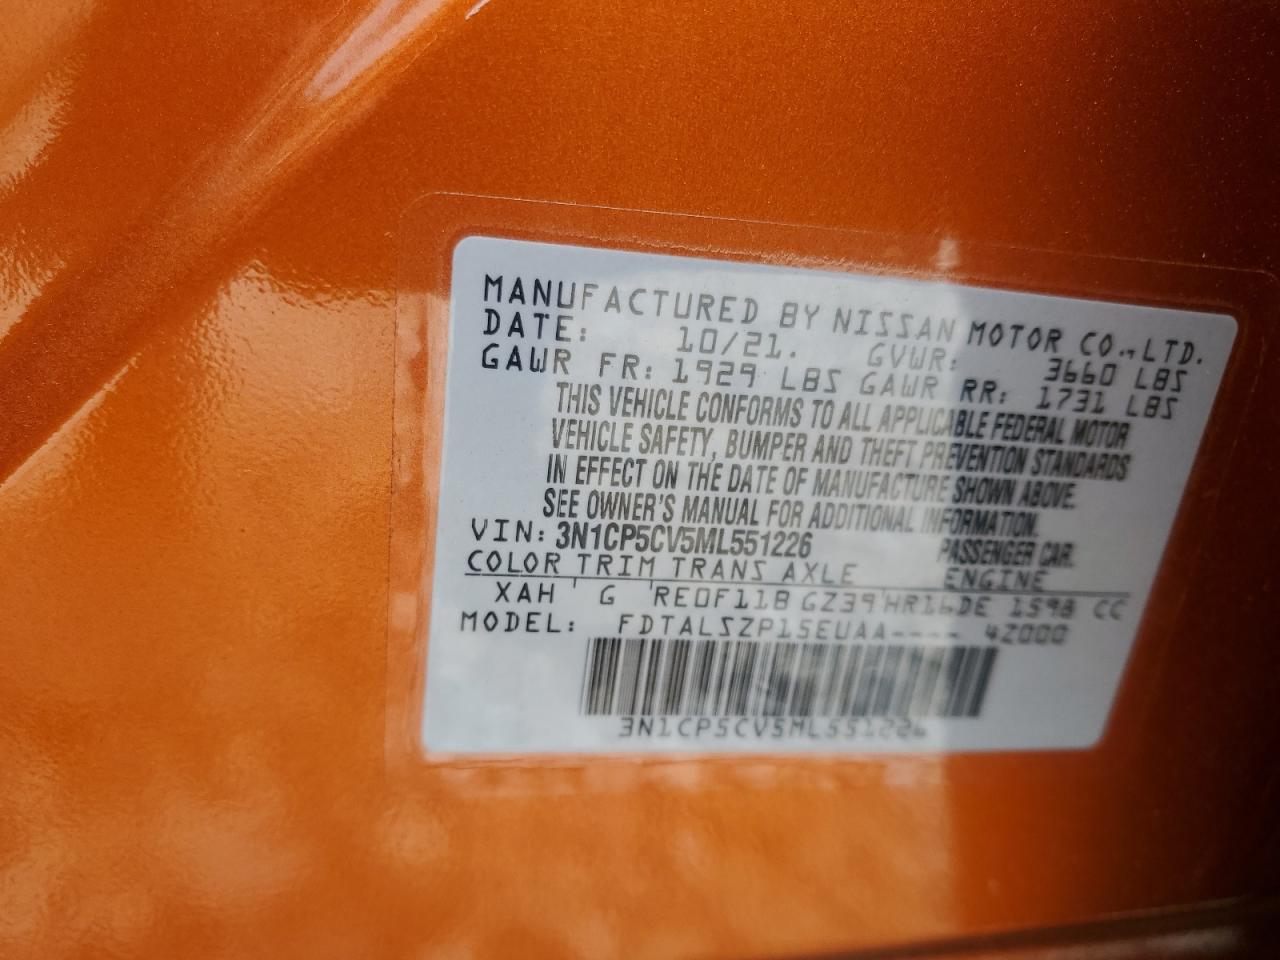 MANUFACTURED BY NISSAN MOTOR CO.,LTD.
DATE: 10/21. GVWR: 3660 LBS
GAWR FR: 1929 LBS GAWR RR: 1731 LBS
THIS VEHICLE CONFORMS TO ALL APPLICABLE FEDERAL MOTOR
VEHICLE SAFETY, BUMPER AND THEFT PREVENTION STANDARDS
IN EFFECT ON THE DATE OF MANUFACTURE SHOWN ABOVE.
SEE OWNER'S MANUAL FOR ADDITIONAL INFORMATION.
VIN: 3N1CP5CV5ML551226 PASSENGER CAR.
COLOR TRIM TRANS AXLE ENGINE
XAH G RE0F11B GZ39 HR16DE 1598 CC
MODEL: FDTALSZP15EUAA---- 4Z000
3N1CP5CV5ML551226